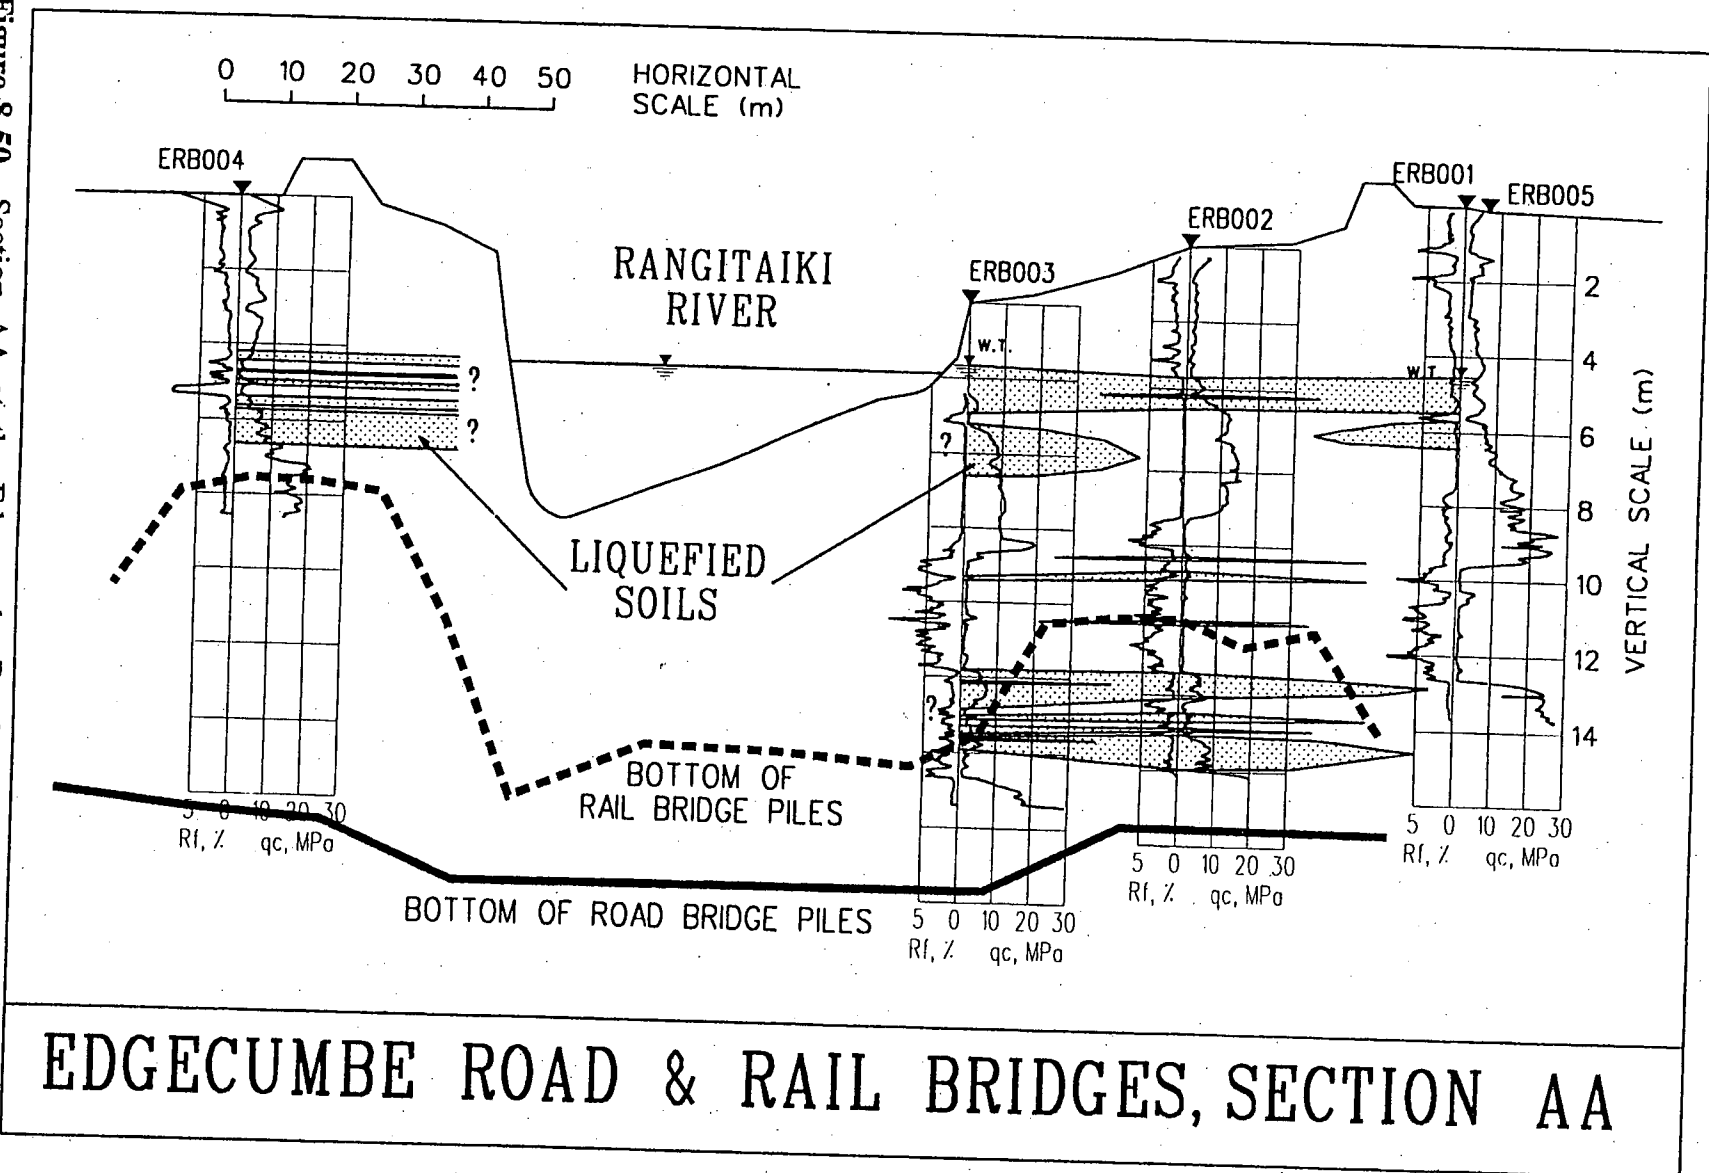 0 10 20 30 40 50
HORIZONTAL
SCALE (m)
ERB004
ERB001
ERB005
ERB002
ERB003
RANGITAIKI
RIVER
W.T.
W T
?
?
?
?
LIQUEFIED
SOILS
2
4
6
8
10
12
14
VERTICAL SCALE (m)
BOTTOM OF
RAIL BRIDGE PILES
BOTTOM OF ROAD BRIDGE PILES
5 0 10 20 30
Rf, % qc, MPa
5 0 10 20 30
Rf, % qc, MPa
5 0 10 20 30
Rf, % qc, MPa
5 0 10 20 30
Rf, % qc, MPa
EDGECUMBE ROAD & RAIL BRIDGES, SECTION AA
Figure 8.50